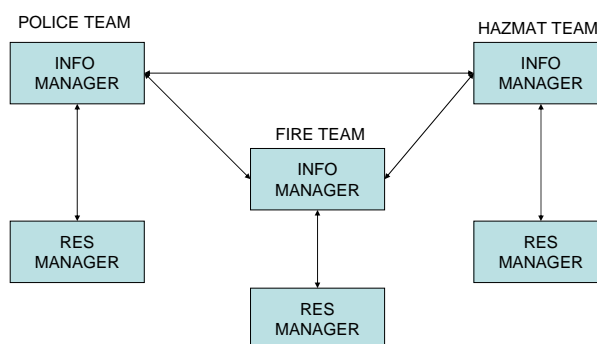 POLICE TEAM
INFO
MANAGER
HAZMAT TEAM
INFO
MANAGER
FIRE TEAM
INFO
MANAGER
RES
MANAGER
RES
MANAGER
RES
MANAGER